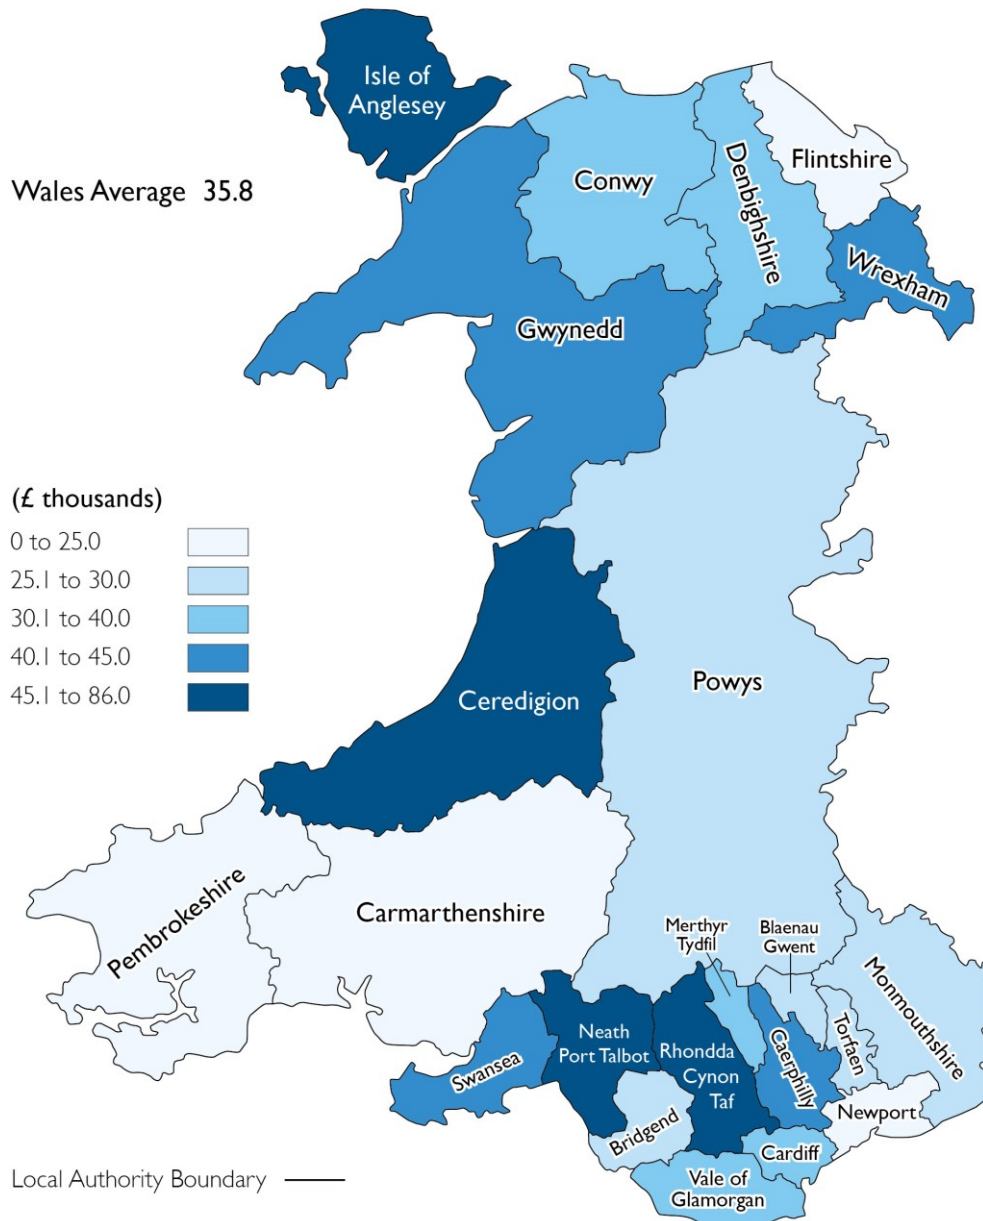 Isle of
Anglesey
Flintshire
Conwy
Denbighshire
Wales Average 35.8
Wrexham
Gwynedd
(£ thousands)
0 to 25.0
25.1 to 30.0
30.1 to 40.0
40.1 to 45.0
45.1 to 86.0
Ceredigion
Powys
Pembrokeshire
Carmarthenshire
Merthyr
Tydfil
Blaenau
Gwent
Monmouthshire
Neath
Port Talbot
Rhondda
Cynon
Taf
Caerphilly
Torfaen
Swansea
Newport
Bridgend
Cardiff
Vale of
Glamorgan
Local Authority Boundary